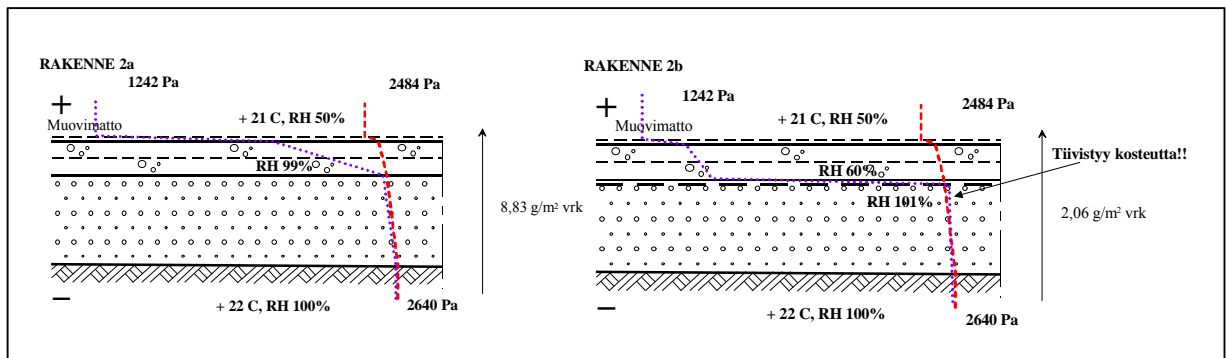 RAKENNE 2a
1242 Pa
2484 Pa
+
Muovimatto
+ 21 C, RH 50%
RH 99%
8,83 g/m² vrk
−
+ 22 C, RH 100%
2640 Pa
RAKENNE 2b
1242 Pa
2484 Pa
+
Muovimatto
+ 21 C, RH 50%
RH 60%
Tiivistyy kosteutta!!
RH 101%
2,06 g/m² vrk
−
+ 22 C, RH 100%
2640 Pa